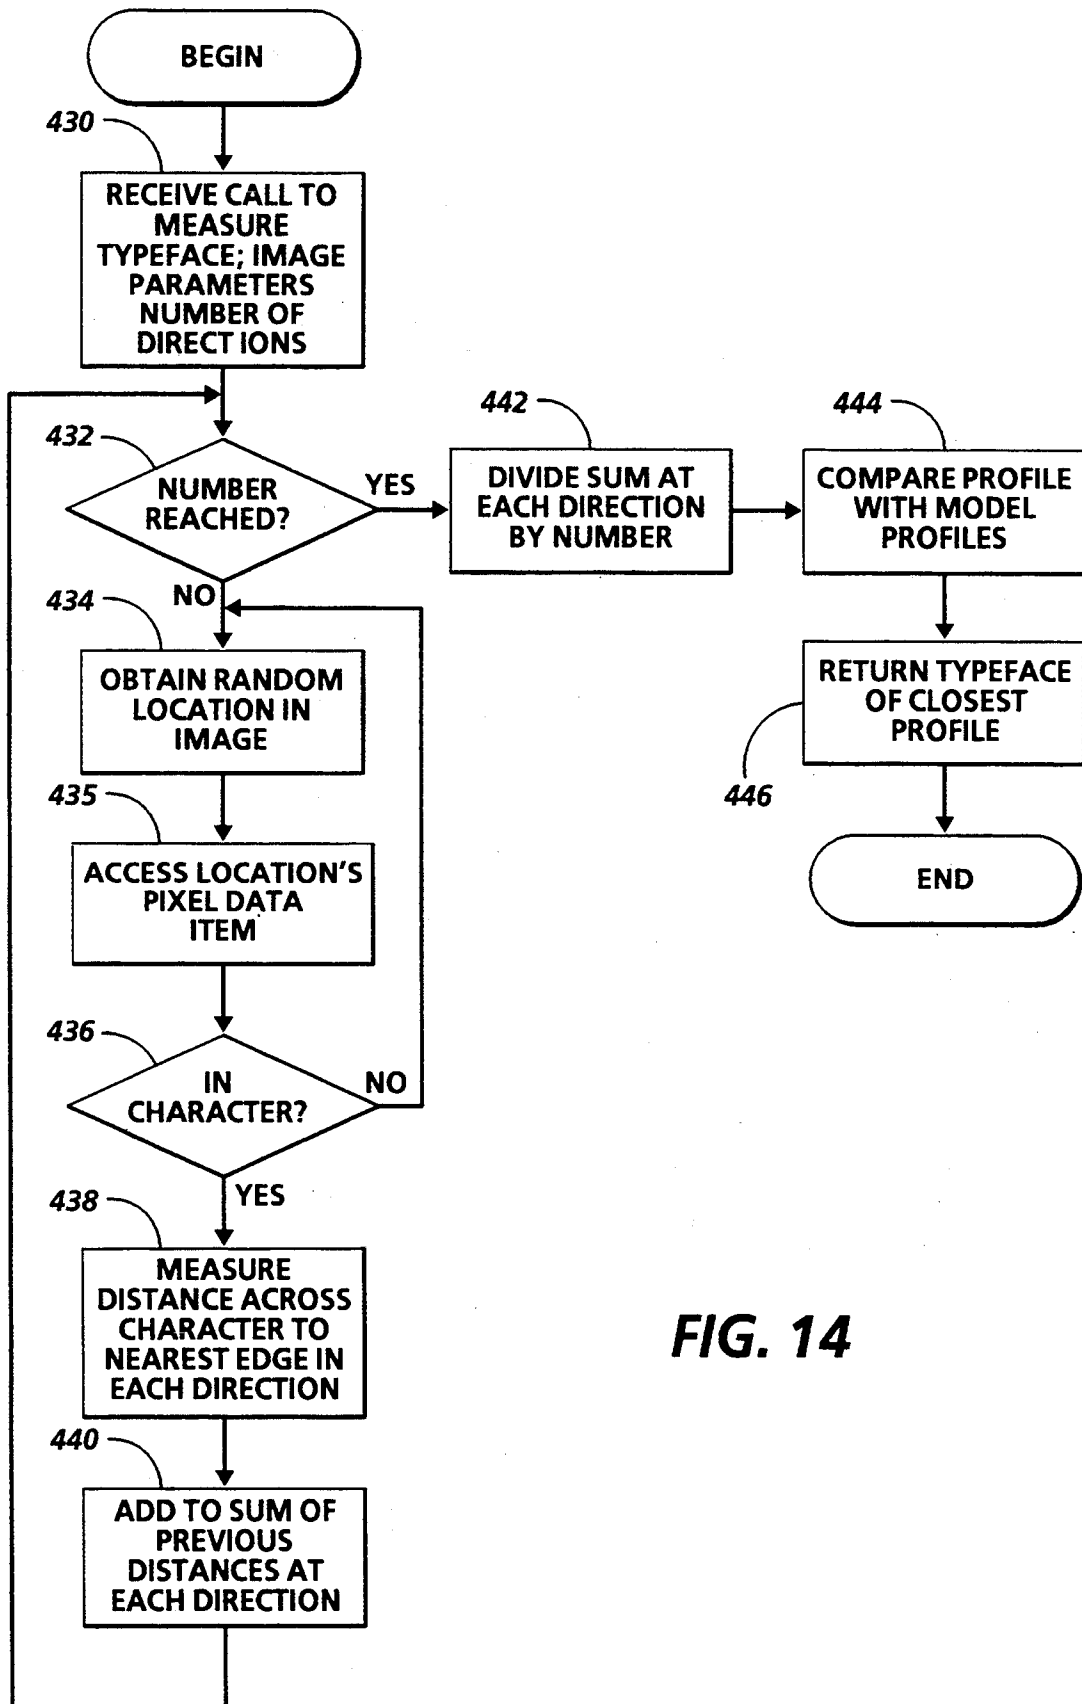 BEGIN
430
RECEIVE CALL TO
MEASURE
TYPEFACE; IMAGE
PARAMETERS
NUMBER OF
DIRECT IONS
432
NUMBER
REACHED?
YES
NO
442
DIVIDE SUM AT
EACH DIRECTION
BY NUMBER
444
COMPARE PROFILE
WITH MODEL
PROFILES
446
RETURN TYPEFACE
OF CLOSEST
PROFILE
END
434
OBTAIN RANDOM
LOCATION IN
IMAGE
435
ACCESS LOCATION'S
PIXEL DATA
ITEM
436
IN
CHARACTER?
NO
YES
438
MEASURE
DISTANCE ACROSS
CHARACTER TO
NEAREST EDGE IN
EACH DIRECTION
440
ADD TO SUM OF
PREVIOUS
DISTANCES AT
EACH DIRECTION
FIG. 14